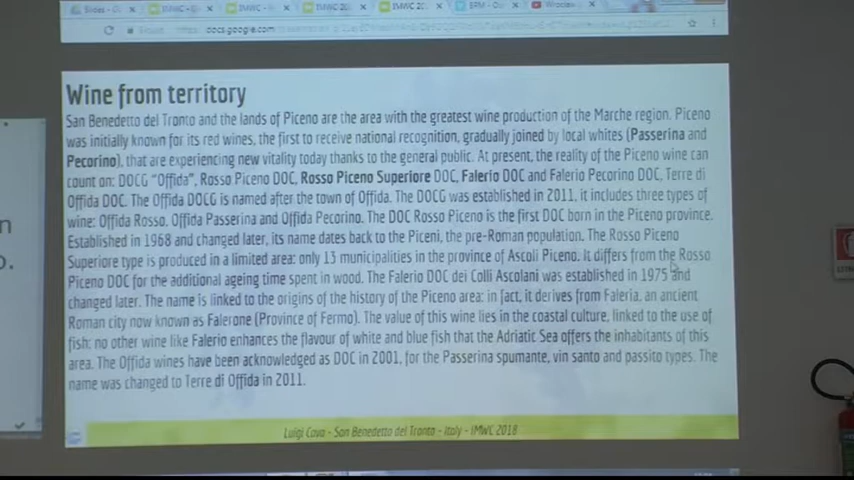 docs.google.com
Wine from territory
San Benedetto del Tronto and the lands of Piceno are the area with the greatest wine production of the Marche region. Piceno
was initially known for its red wines, the first to receive national recognition, gradually joined by local whites (Passerina and
Pecorino), that are experiencing new vitality today thanks to the general public. At present, the reality of the Piceno wine can
count on: DOCG "Offida", Rosso Piceno DOC, Rosso Piceno Superiore DOC, Falerio DOC and Falerio Pecorino DOC, Terre di
Offida DOC. The Offida DOCG is named after the town of Offida. The DOCG was established in 2011, it includes three types of
wine: Offida Rosso, Offida Passerina and Offida Pecorino. The DOC Rosso Piceno is the first DOC born in the Piceno province.
Established in 1968 and changed later, its name dates back to the Piceni, the pre-Roman population. The Rosso Piceno
Superiore type is produced in a limited area: only 13 municipalities in the province of Ascoli Piceno. It differs from the Rosso
Piceno DOC for the additional ageing time spent in wood. The Falerio DOC dei Colli Ascolani was established in 1975 and
changed later. The name is linked to the origins of the history of the Piceno area: in fact, it derives from Faleria, an ancient
Roman city now known as Falerone (Province of Fermo). The value of this wine lies in the coastal culture, linked to the use of
fish: no other wine like Falerio enhances the flavour of white and blue fish that the Adriatic Sea offers the inhabitants of this
area. The Offida wines have been acknowledged as DOC in 2001, for the Passerina spumante, vin santo and passito types. The
name was changed to Terre di Offida in 2011.
Luigi Cava - San Benedetto del Tronto - Italy - IMWC 2018